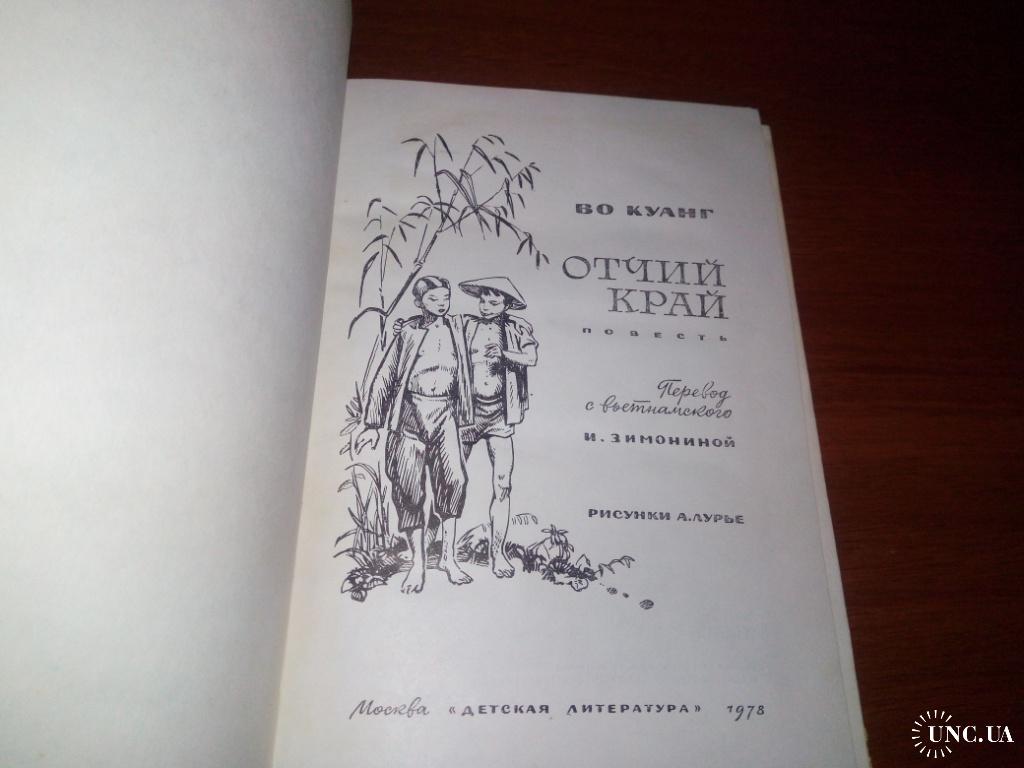 ВО КУАНГ
ОТЧИЙ
КРАЙ
ПОВЕСТЬ
Перевод
с вьетнамского
И. ЗИМОНИНОЙ
РИСУНКИ А. ЛУРЬЕ
Москва «ДЕТСКАЯ ЛИТЕРАТУРА» 1978
UNC.UA